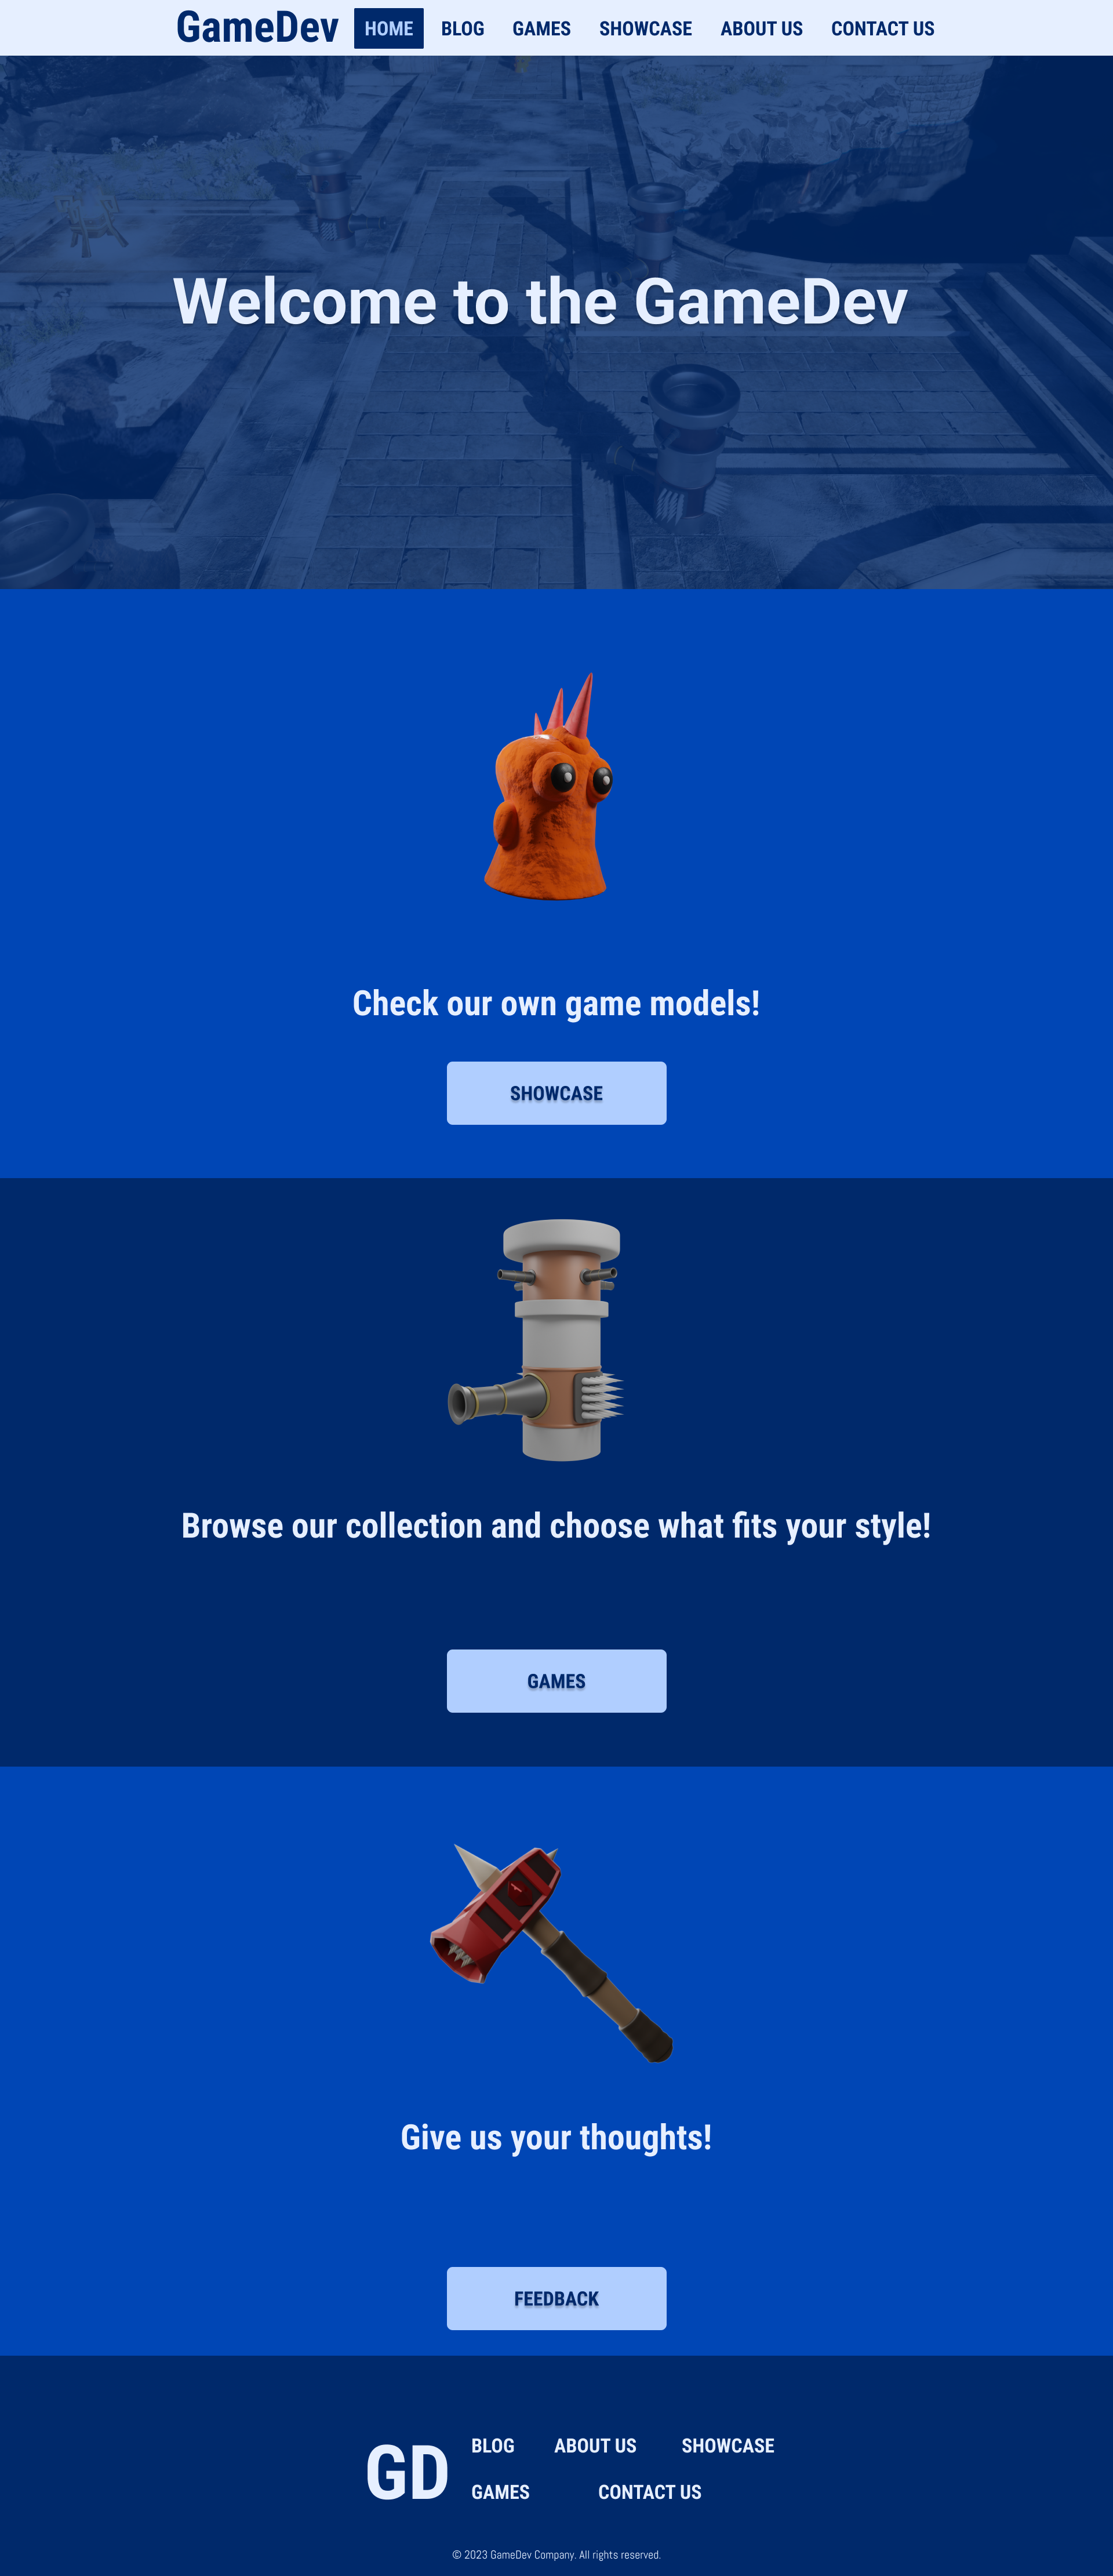 GameDev HOME BLOG GAMES SHOWCASE ABOUT US CONTACT US
Welcome to the GameDev
Check our own game models!
SHOWCASE
Browse our collection and choose what fits your style!
GAMES
Give us your thoughts!
FEEDBACK
GD
BLOG ABOUT US SHOWCASE
GAMES CONTACT US
© 2023 GameDev Company. All rights reserved.